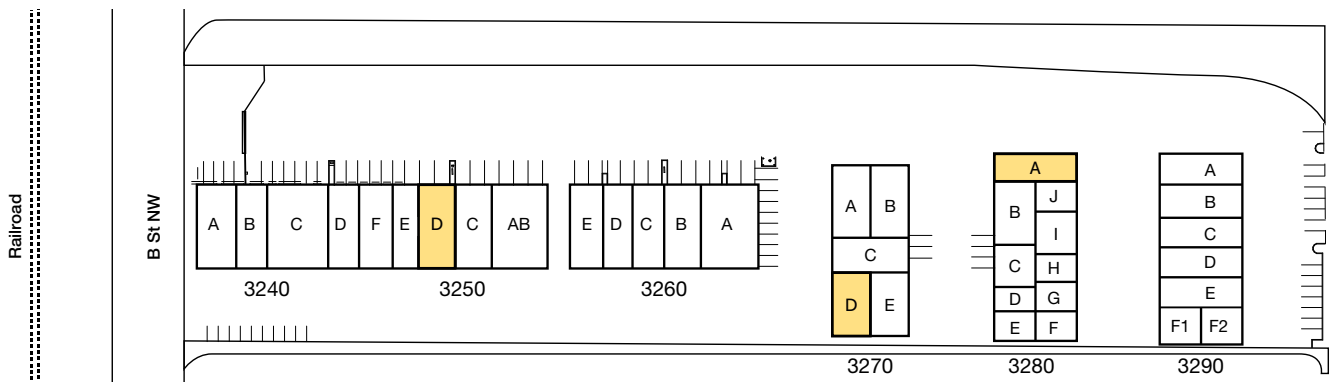 Railroad
B St NW
A B C D F E D C AB
3240 3250
E D C B A
3260
A B
C
D E
3270
A
B J
I
C H
D G
E F
3280
A
B
C
D
E
F1 F2
3290